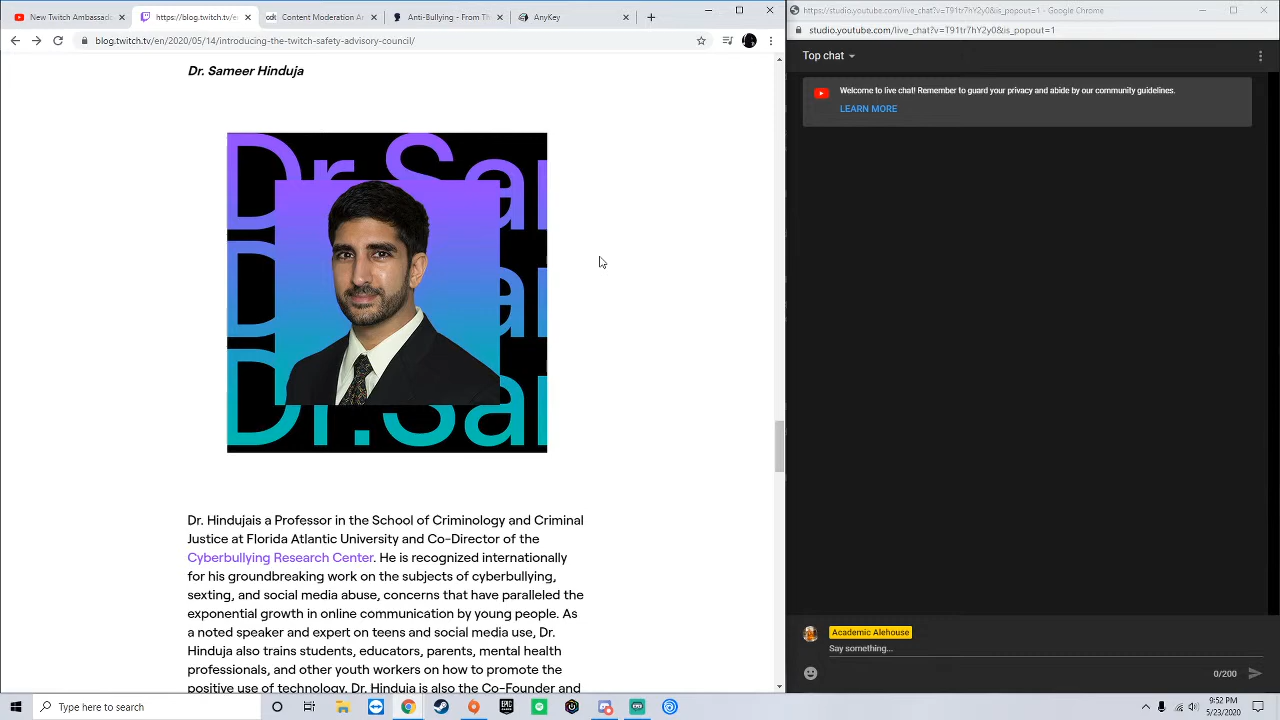 New Twitch Ambassad
https://blog.twitch.tv/en
Content Moderation Ar
Anti-Bullying - From Th
AnyKey
https://studio.youtube.com/live_chat?v=T91tr7hY2y0&is_popout=1 - Google Chrome
blog.twitch.tv/en/2020/05/14/introducing-the-twitch-safety-advisory-council/
studio.youtube.com/live_chat?v=T91tr7hY2y0&is_popout=1
Dr. Sameer Hinduja
Dr.Sam
Dr.Sam
Dr.Sam
Dr. Hindujais a Professor in the School of Criminology and Criminal
Justice at Florida Atlantic University and Co-Director of the
Cyberbullying Research Center. He is recognized internationally
for his groundbreaking work on the subjects of cyberbullying,
sexting, and social media abuse, concerns that have paralleled the
exponential growth in online communication by young people. As
a noted speaker and expert on teens and social media use, Dr.
Hinduja also trains students, educators, parents, mental health
professionals, and other youth workers on how to promote the
positive use of technology. Dr. Hinduja is also the Co-Founder and
Top chat
Welcome to live chat! Remember to guard your privacy and abide by our community guidelines.
LEARN MORE
Academic Alehouse
Say something...
0/200
Type here to search
EPIC
9:52 PM
5/23/2020